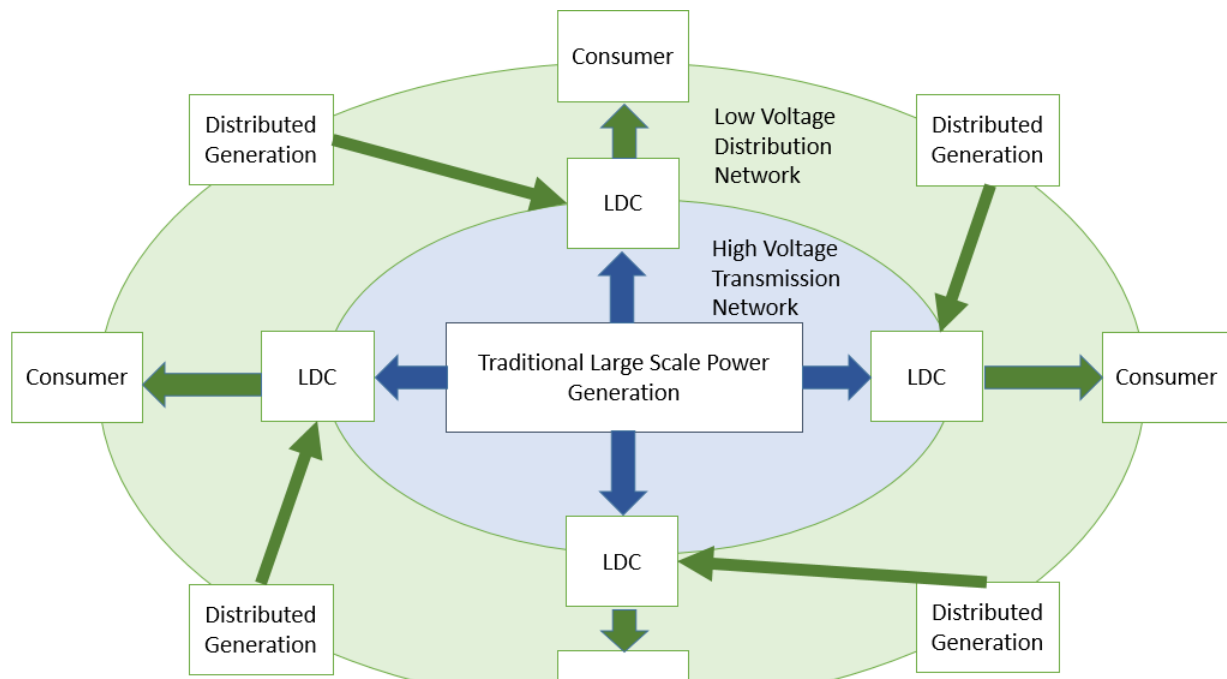 Consumer
Distributed
Generation
Low Voltage
Distribution
Network
Distributed
Generation
LDC
High Voltage
Transmission
Network
Consumer
LDC
Traditional Large Scale Power
Generation
LDC
Consumer
LDC
Distributed
Generation
Distributed
Generation